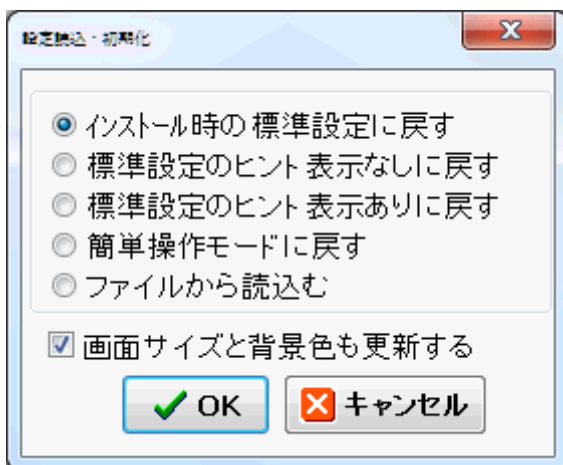 設定読込・初期化
インストール時の標準設定に戻す
標準設定のヒント表示なしに戻す
標準設定のヒント表示ありに戻す
簡単操作モードに戻す
ファイルから読込む
画面サイズと背景色も更新する
OK
キャンセル